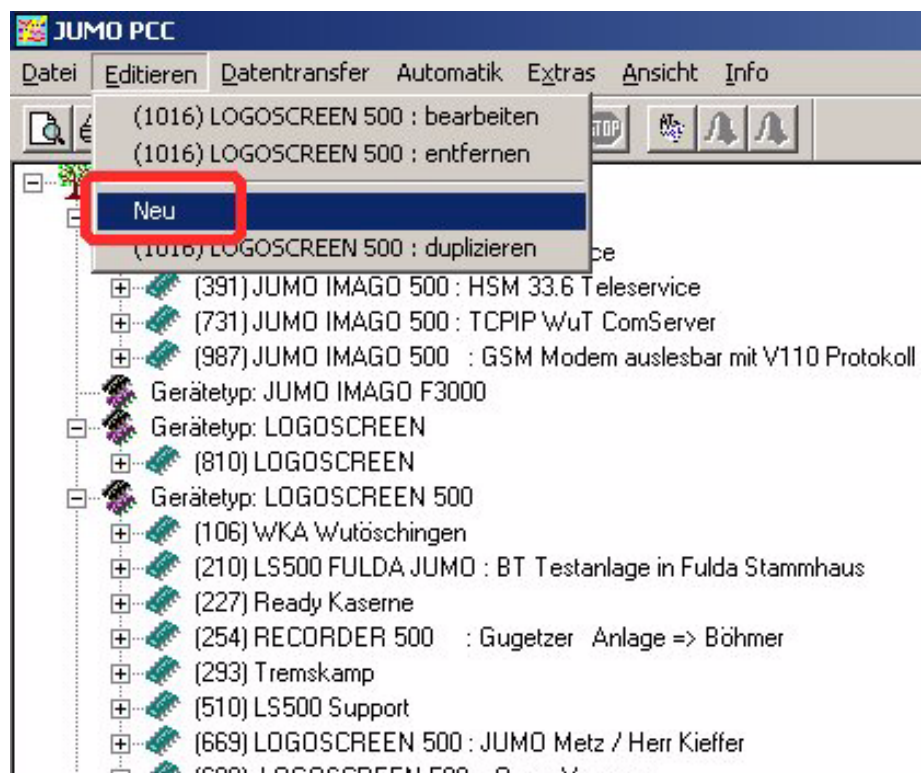 JUMO PCC
Datei Editieren Datentransfer Automatik Extras Ansicht Info
(1016) LOGOSCREEN 500 : bearbeiten
STOP
(1016) LOGOSCREEN 500 : entfernen
Neu
(1016) LOGOSCREEN 500 : duplizieren
(391) JUMO IMAGO 500 : HSM 33.6 Teleservice
(731) JUMO IMAGO 500 : TCPIP WuT ComServer
(987) JUMO IMAGO 500 : GSM Modem auslesbar mit V110 Protokoll
Gerätetyp: JUMO IMAGO F3000
Gerätetyp: LOGOSCREEN
(810) LOGOSCREEN
Gerätetyp: LOGOSCREEN 500
(106) WKA Wutöschingen
(210) LS500 FULDA JUMO : BT Testanlage in Fulda Stammhaus
(227) Ready Kaserne
(254) RECORDER 500 : Gugetzer Anlage => Böhmer
(293) Tremskamp
(510) LS500 Support
(669) LOGOSCREEN 500 : JUMO Metz / Herr Kieffer